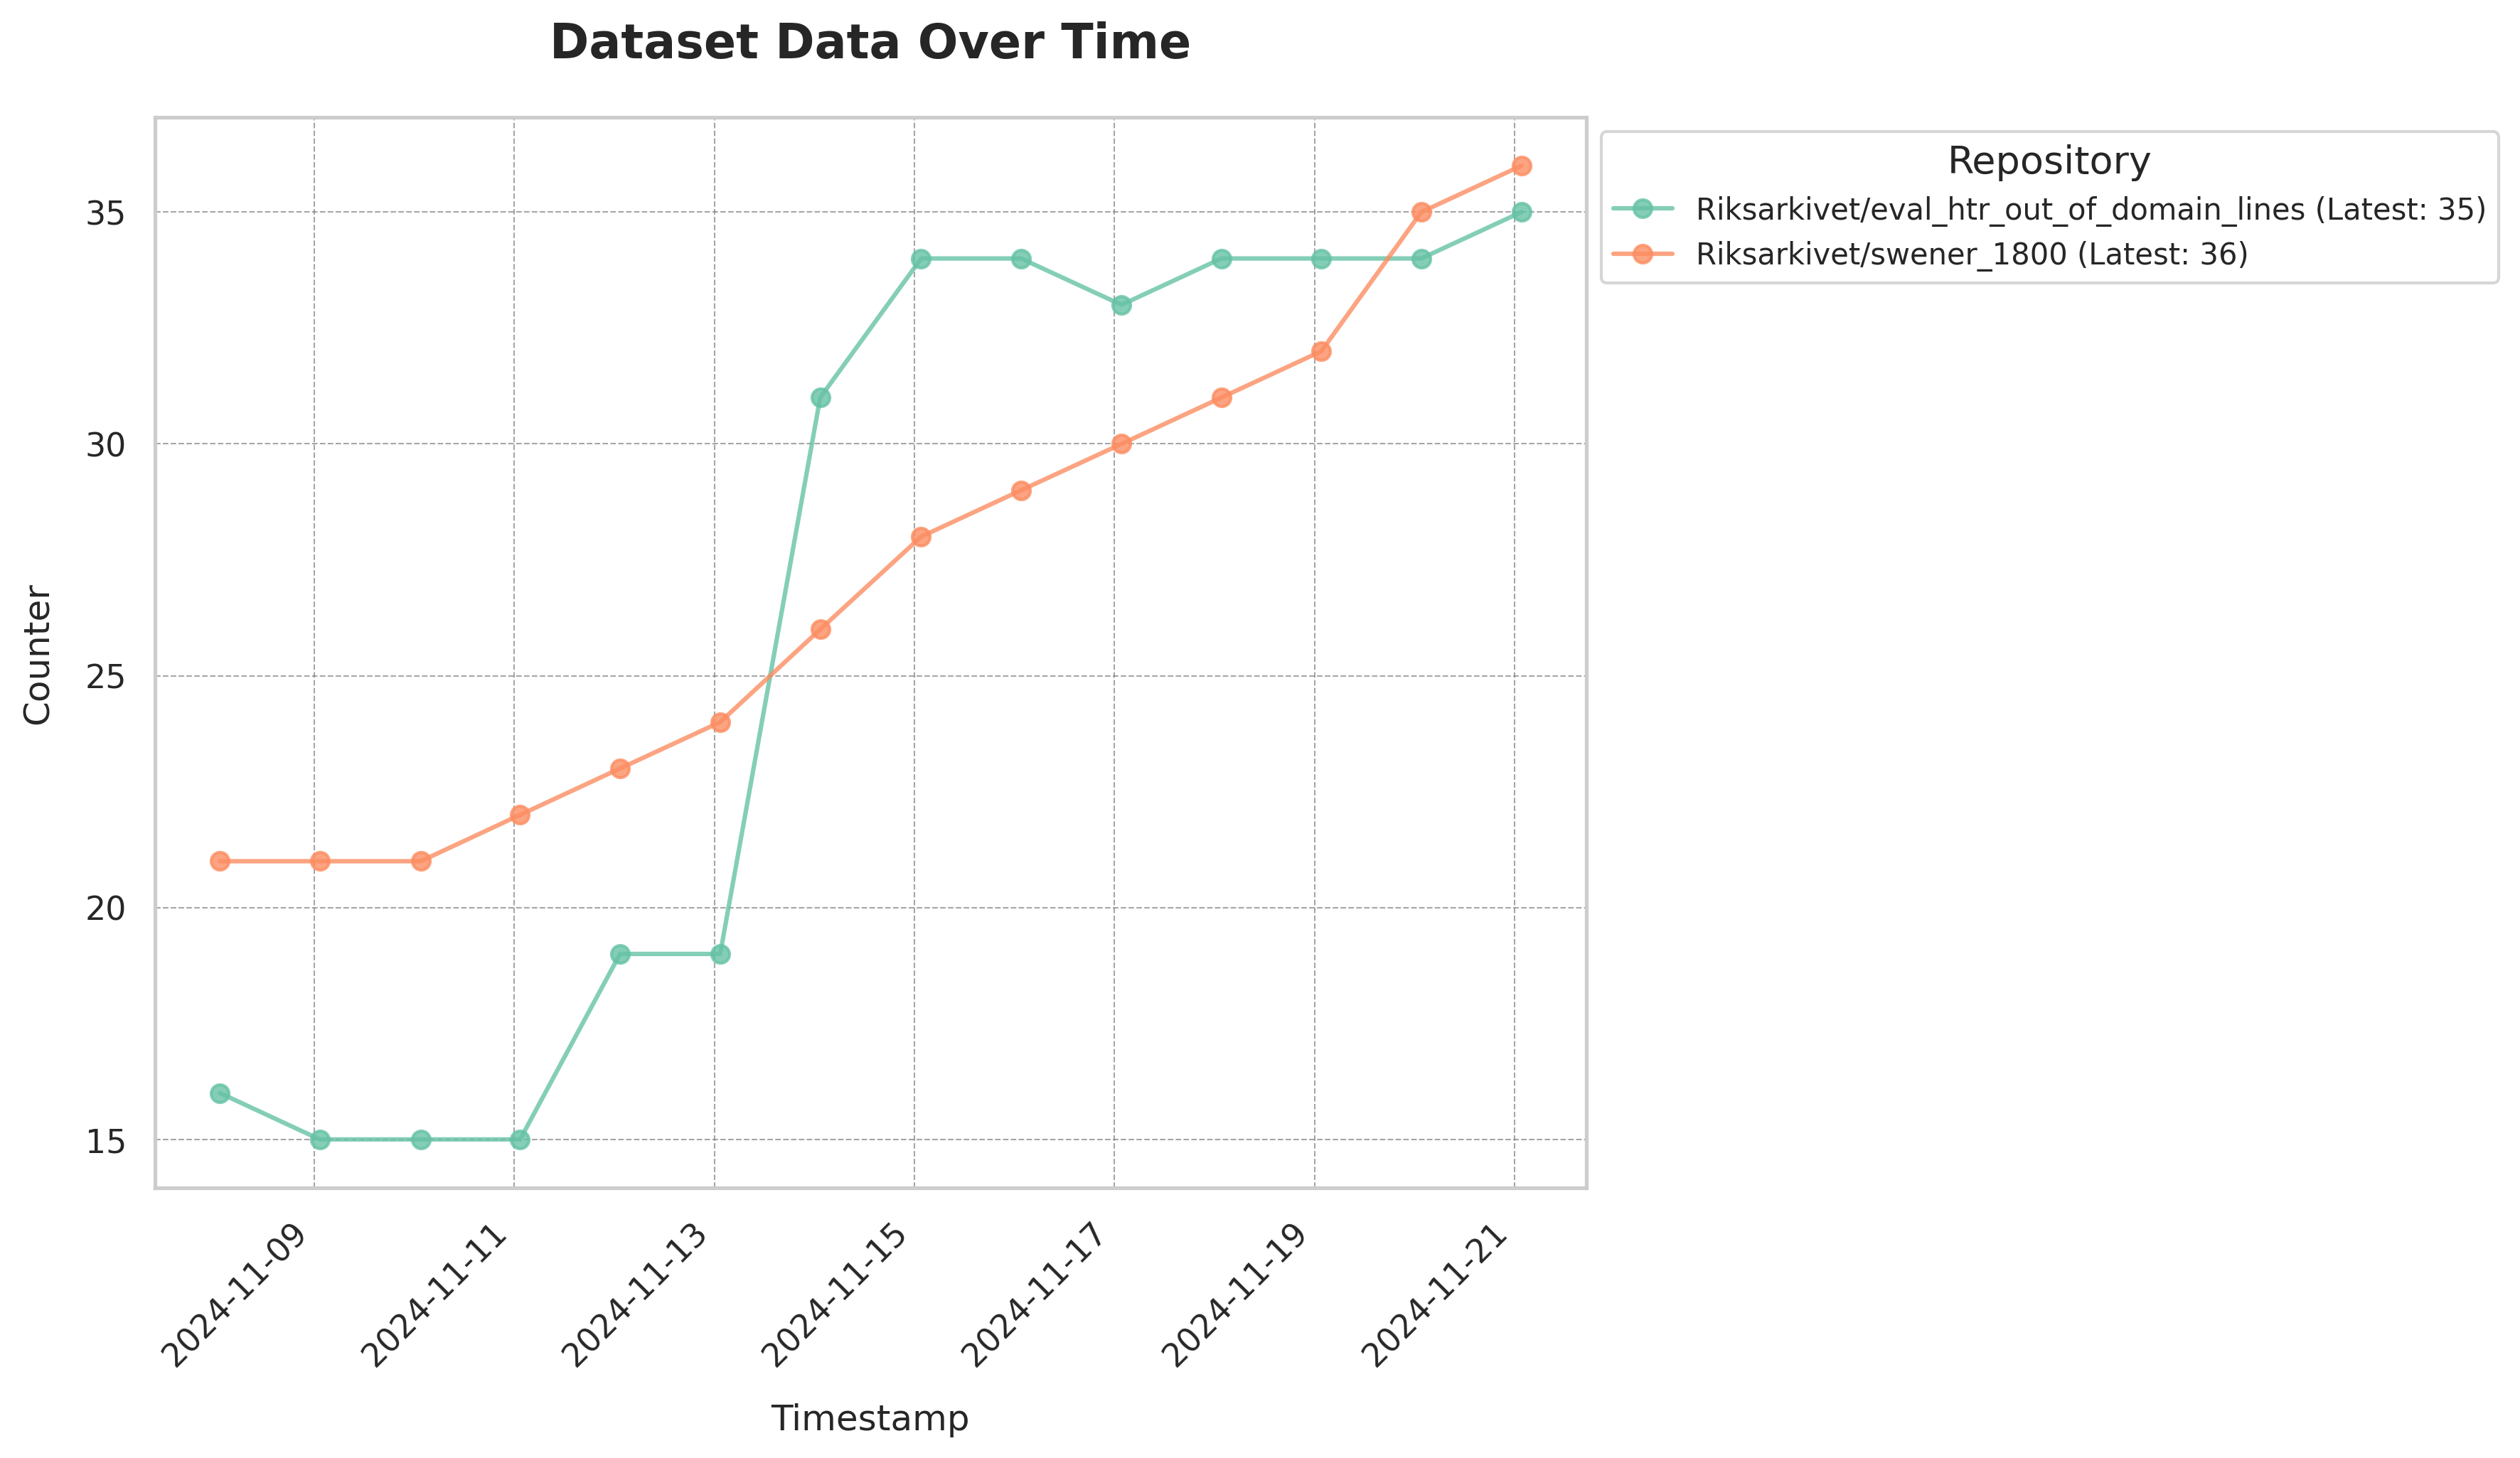 Dataset Data Over Time
Repository
Riksarkivet/eval_htr_out_of_domain_lines (Latest: 35)
Riksarkivet/swener_1800 (Latest: 36)
Counter
35
30
25
20
15
2024-11-09
2024-11-11
2024-11-13
2024-11-15
2024-11-17
2024-11-19
2024-11-21
Timestamp